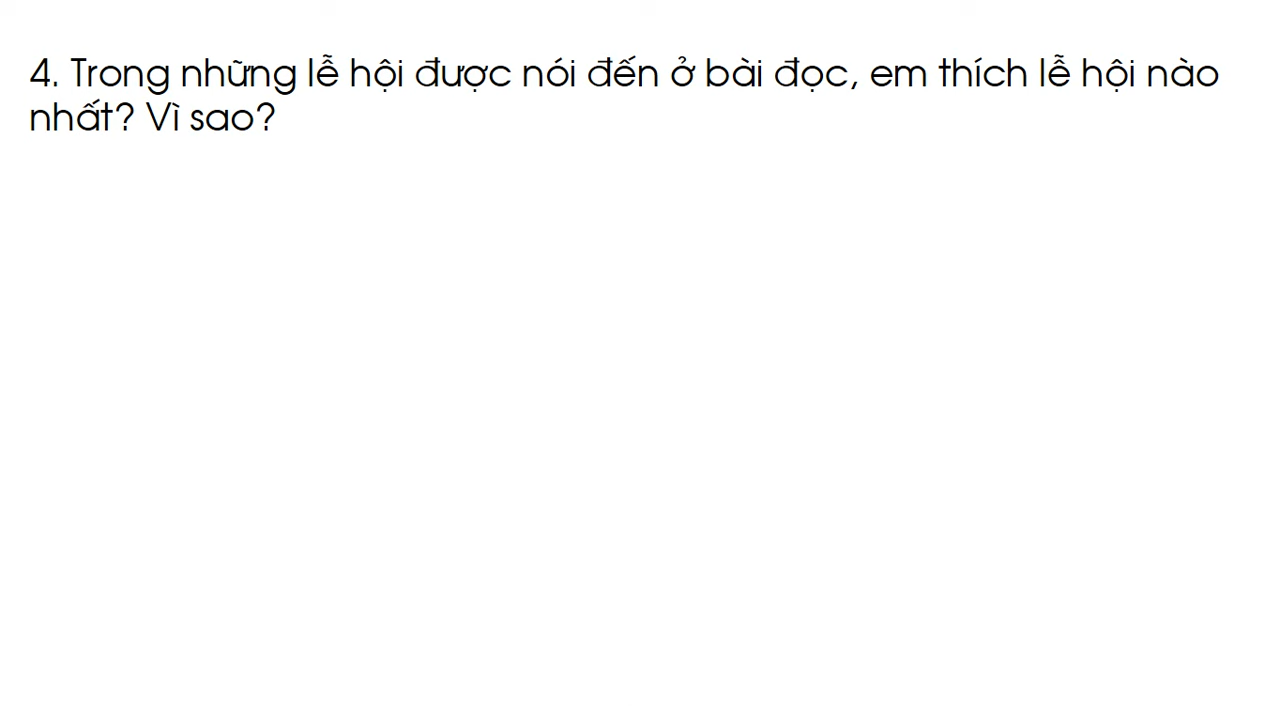 4. Trong những lễ hội được nói đến ở bài đọc, em thích lễ hội nào
nhất? Vì sao?